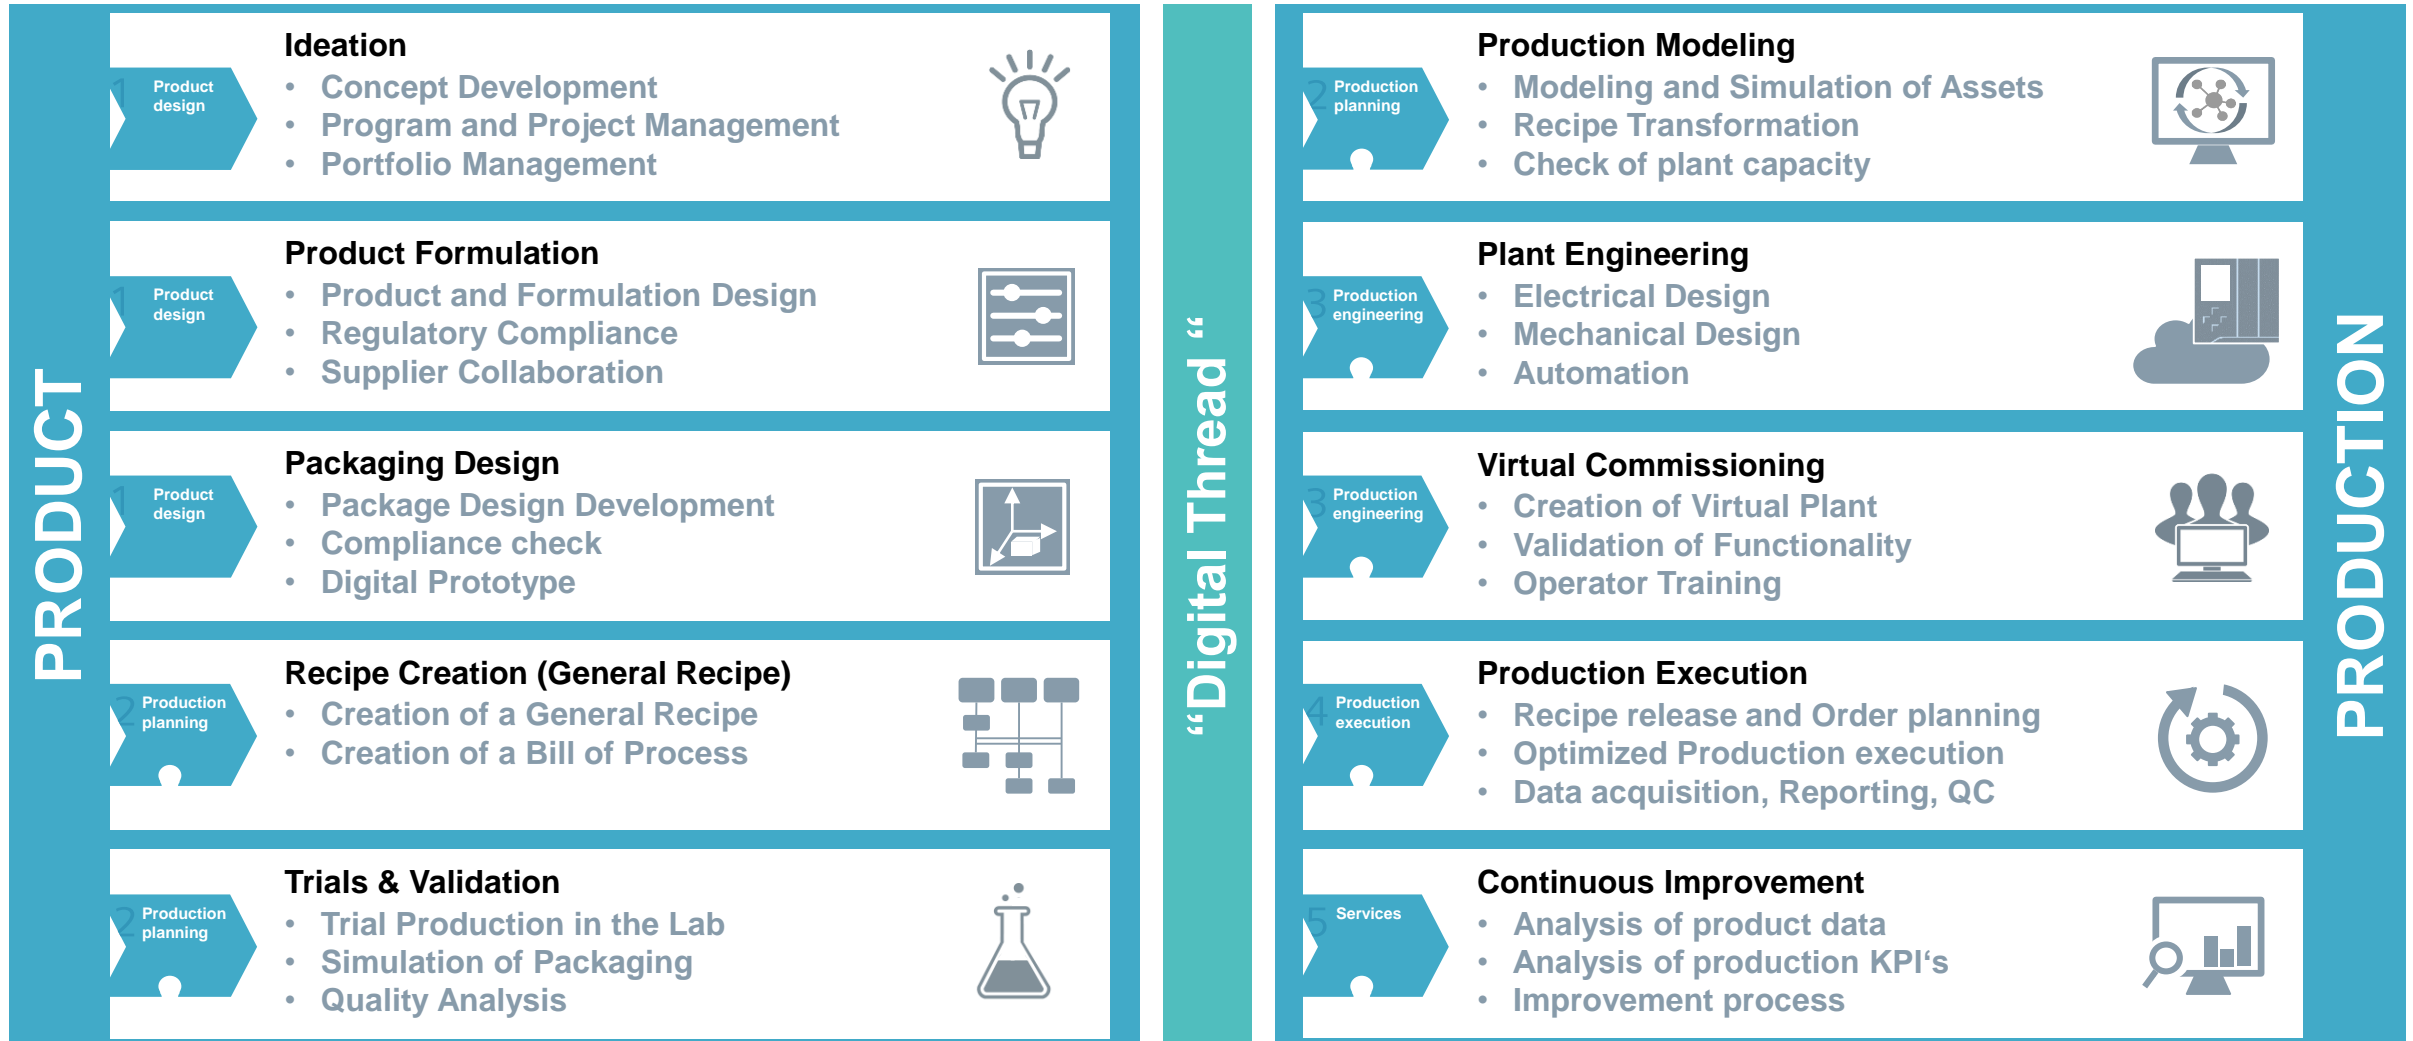 PRODUCT
1 Product
design
Ideation
• Concept Development
• Program and Project Management
• Portfolio Management
1 Product
design
Product Formulation
• Product and Formulation Design
• Regulatory Compliance
• Supplier Collaboration
1 Product
design
Packaging Design
• Package Design Development
• Compliance check
• Digital Prototype
2 Production
planning
Recipe Creation (General Recipe)
• Creation of a General Recipe
• Creation of a Bill of Process
2 Production
planning
Trials & Validation
• Trial Production in the Lab
• Simulation of Packaging
• Quality Analysis
“Digital Thread “
2 Production
planning
Production Modeling
• Modeling and Simulation of Assets
• Recipe Transformation
• Check of plant capacity
3 Production
engineering
Plant Engineering
• Electrical Design
• Mechanical Design
• Automation
3 Production
engineering
Virtual Commissioning
• Creation of Virtual Plant
• Validation of Functionality
• Operator Training
4 Production
execution
Production Execution
• Recipe release and Order planning
• Optimized Production execution
• Data acquisition, Reporting, QC
5 Services
Continuous Improvement
• Analysis of product data
• Analysis of production KPI‘s
• Improvement process
PRODUCTION